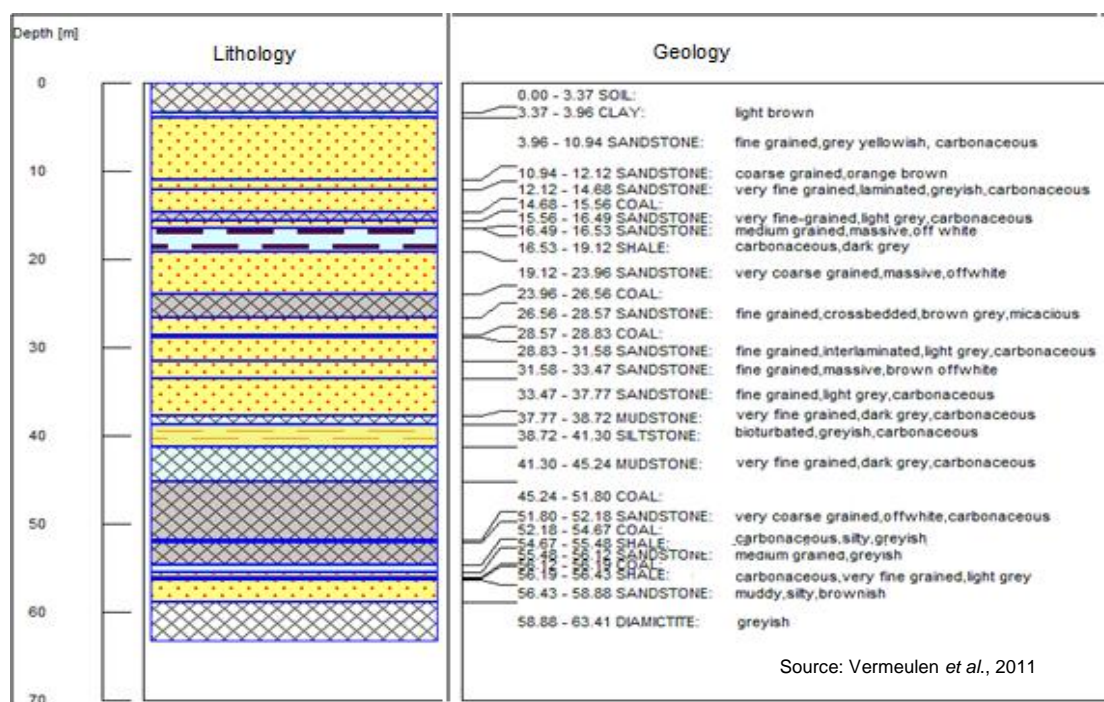 Depth [m]
Lithology
Geology
0
10
20
30
40
50
60
70
0.00 - 3.37 SOIL:
3.37 - 3.96 CLAY: light brown
3.96 - 10.94 SANDSTONE: fine grained,grey yellowish, carbonaceous
10.94 - 12.12 SANDSTONE: coarse grained,orange brown
12.12 - 14.68 SANDSTONE: very fine grained,laminated,greyish,carbonaceous
14.68 - 15.56 COAL:
15.56 - 16.49 SANDSTONE: very fine-grained,light grey,carbonaceous
16.49 - 16.53 SANDSTONE: medium grained,massive,off white
16.53 - 19.12 SHALE: carbonaceous,dark grey
19.12 - 23.96 SANDSTONE: very coarse grained,massive,offwhite
23.96 - 26.56 COAL:
26.56 - 28.57 SANDSTONE: fine grained,crossbedded,brown grey,micacious
28.57 - 28.83 COAL:
28.83 - 31.58 SANDSTONE: fine grained,interlaminated,light grey,carbonaceous
31.58 - 33.47 SANDSTONE: fine grained,massive,brown offwhite
33.47 - 37.77 SANDSTONE: fine grained,light grey,carbonaceous
37.77 - 38.72 MUDSTONE: very fine grained,dark grey,carbonaceous
38.72 - 41.30 SILTSTONE: bioturbated,greyish,carbonaceous
41.30 - 45.24 MUDSTONE: very fine grained,dark grey,carbonaceous
45.24 - 51.80 COAL:
51.80 - 52.18 SANDSTONE: very coarse grained,offwhite,carbonaceous
52.18 - 54.67 COAL:
54.67 - 55.48 SHALE: carbonaceous,silty,greyish
55.48 - 56.12 SANDSTONE: medium grained,greyish
56.12 - 56.19 COAL:
56.19 - 56.43 SHALE: carbonaceous,very fine grained,light grey
56.43 - 58.88 SANDSTONE: muddy,silty,brownish
58.88 - 63.41 DIAMICTITE: greyish
Source: Vermeulen et al., 2011